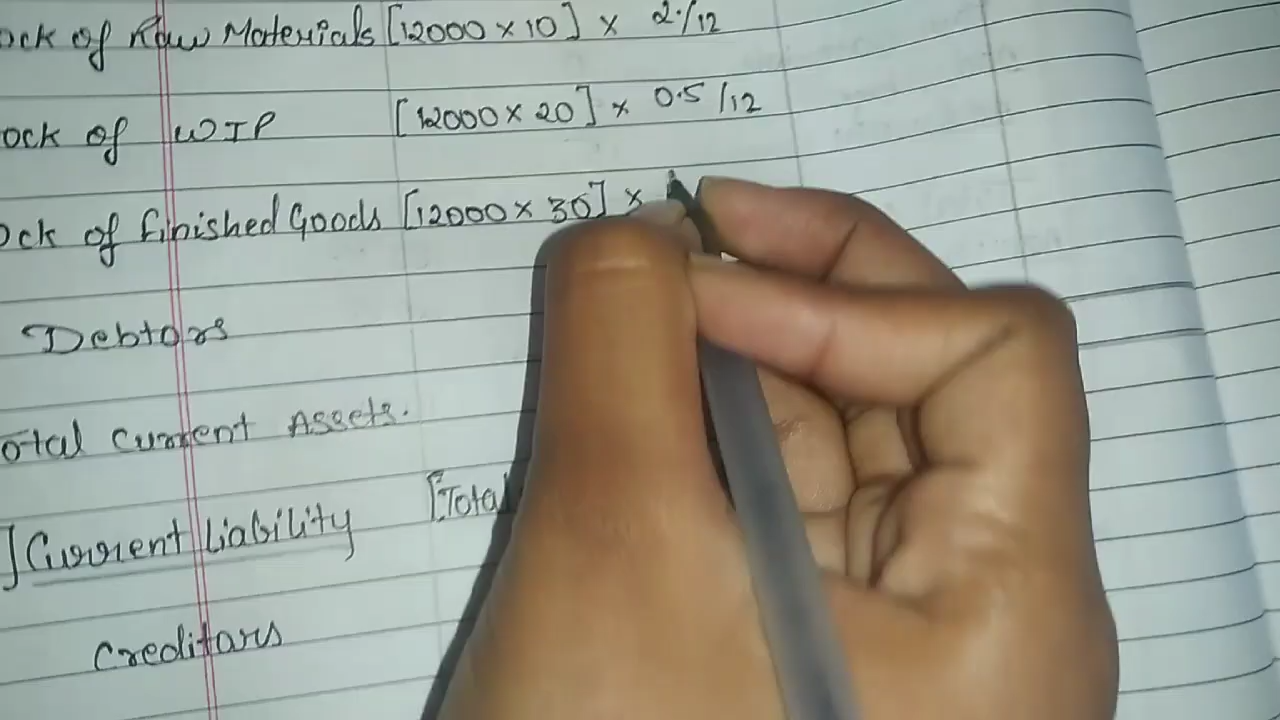 ock of Raw Materials [12000 × 10] × 2/12
ock of WIP [12000 × 20] × 0.5/12
ock of Finished Goods [12000 × 30] ×
Debtors
otal Current Assets.
] Current Liability [Total
Creditars